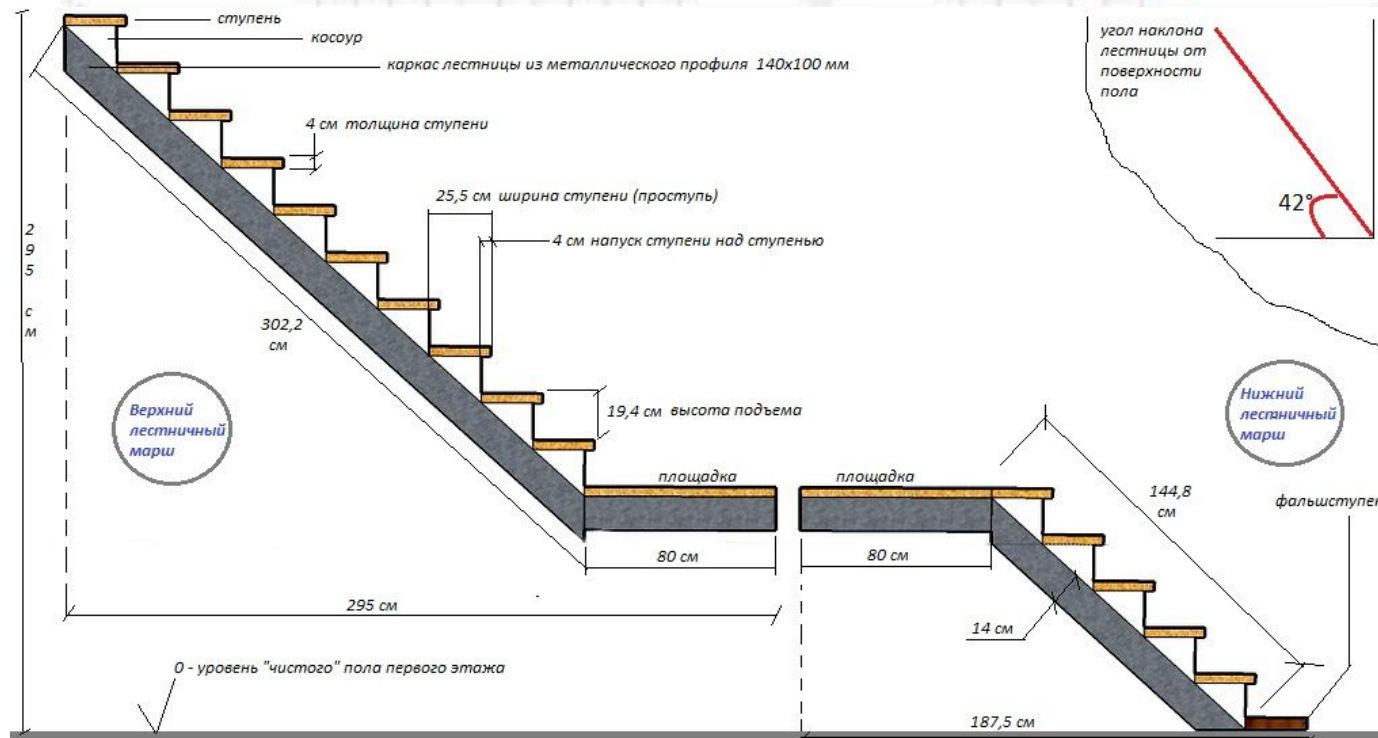 ступень
косоур
каркас лестницы из металлического профиля 140х100 мм
4 см толщина ступени
25,5 см ширина ступени (проступь)
4 см напуск ступени над ступенью
угол наклона
лестницы от
поверхности
пола
42°
295 см
302,2
см
19,4 см высота подъема
Верхний
лестничный
марш
Нижний
лестничный
марш
площадка
площадка
144,8
см
фальшступен
80 см
80 см
295 см
14 см
0 - уровень "чистого" пола первого этажа
187,5 см